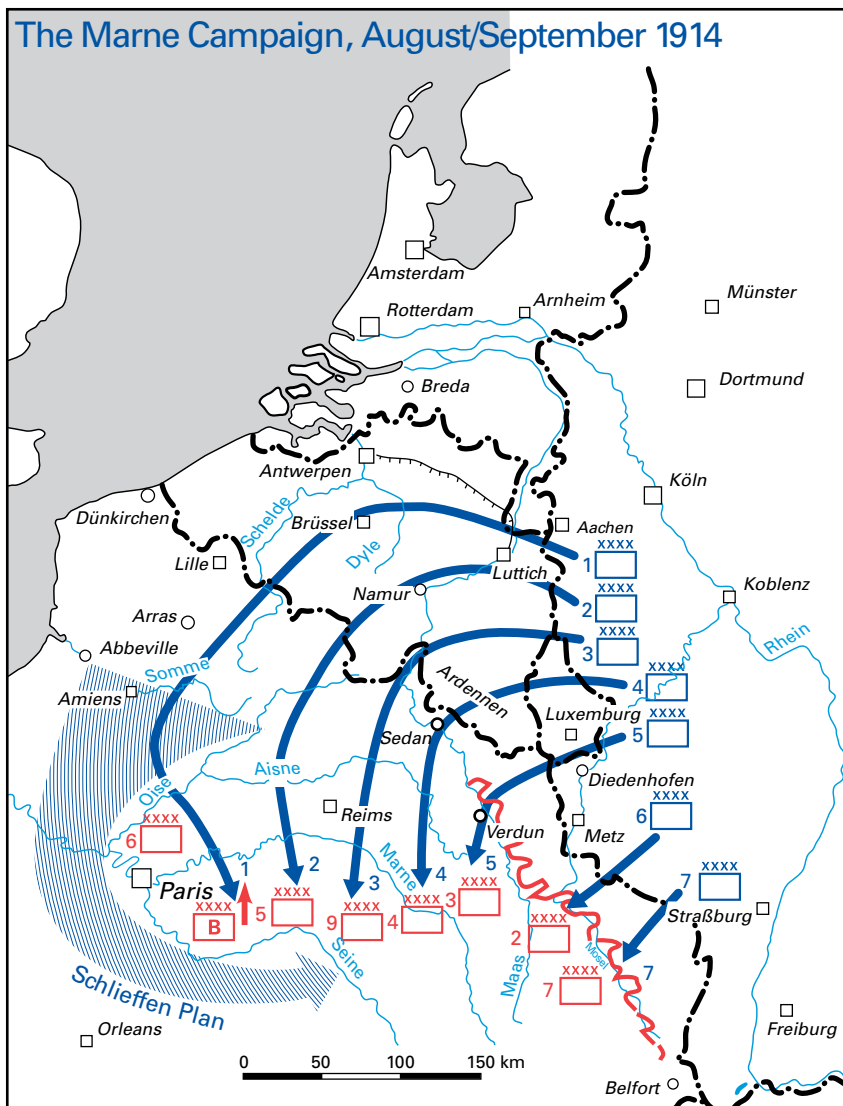 The Marne Campaign, August/September 1914
Amsterdam
Rotterdam
Arnheim
Münster
Breda
Dortmund
Antwerpen
Köln
Dünkirchen
Schelde
Brüssel
Dyle
Aachen
Lille
Luttich
XXXX
1
Namur
XXXX
2
Koblenz
Arras
XXXX
3
Rhein
Abbeville
Somme
Ardennen
XXXX
4
Amiens
Sedan
Luxemburg
XXXX
5
Aisne
Diedenhofen
Oise
Reims
Verdun
Metz
XXXX
6
XXXX
6
Paris
1
2
3
Marne
4
5
XXXX
7
Straßburg
XXXX
B
XXXX
5
XXXX
9
XXXX
4
XXXX
3
XXXX
2
Mosel
7
XXXX
7
Seine
Maas
Schlieffen Plan
Orleans
Freiburg
0 50 100 150 km
Belfort